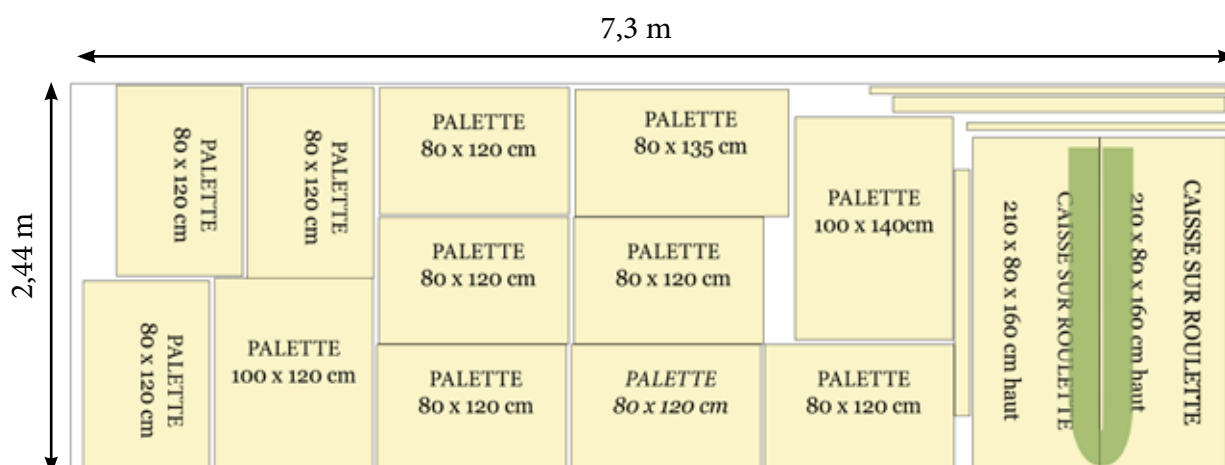 7,3 m
2,44 m
PALETTE
80 x 120 cm
PALETTE
80 x 120 cm
PALETTE
80 x 120 cm
PALETTE
80 x 135 cm
PALETTE
100 x 140cm
CAISSE SUR ROULETTE
210 x 80 x 160 cm haut
CAISSE SUR ROULETTE
210 x 80 x 160 cm haut
PALETTE
80 x 120 cm
PALETTE
80 x 120 cm
PALETTE
80 x 120 cm
PALETTE
100 x 120 cm
PALETTE
80 x 120 cm
PALETTE
80 x 120 cm
PALETTE
80 x 120 cm